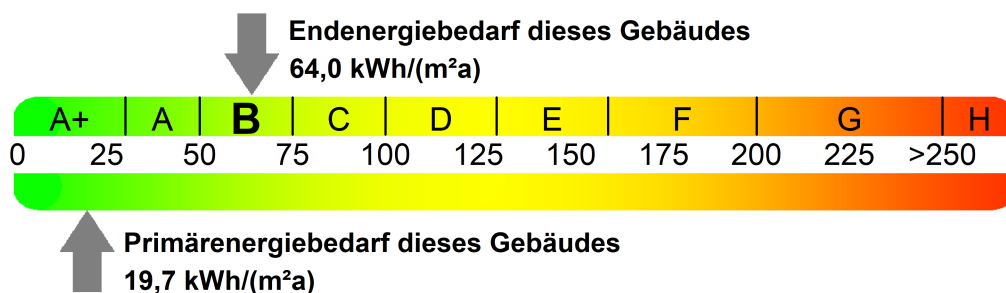 Endenergiebedarf dieses Gebäudes
64,0 kWh/(m²a)
A+ A B C D E F G H
0 25 50 75 100 125 150 175 200 225 >250
Primärenergiebedarf dieses Gebäudes
19,7 kWh/(m²a)